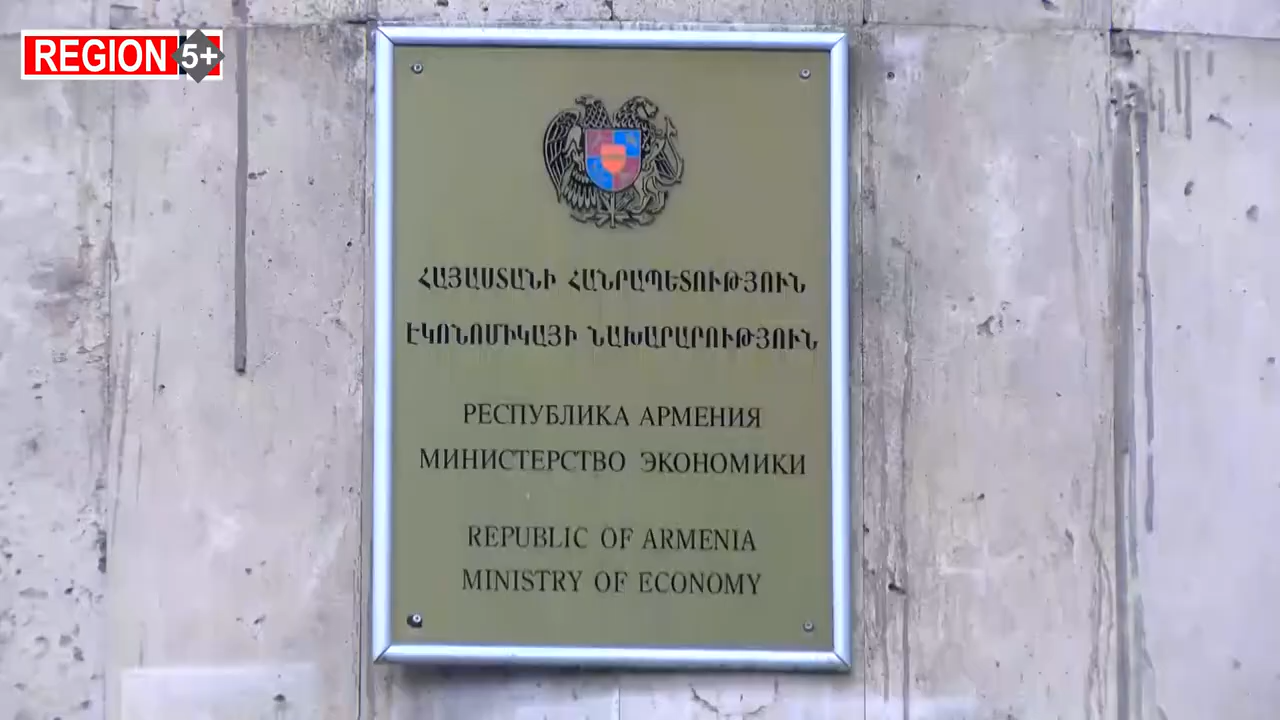 REGION 5+
ՀԱՅԱՍՏԱՆԻ ՀԱՆՐԱՊԵՏՈՒԹՅՈՒՆ
ԷԿՈՆՈՄԻԿԱՅԻ ՆԱԽԱՐԱՐՈՒԹՅՈՒՆ
РЕСПУБЛИКА АРМЕНИЯ
МИНИСТЕРСТВО ЭКОНОМИКИ
REPUBLIC OF ARMENIA
MINISTRY OF ECONOMY